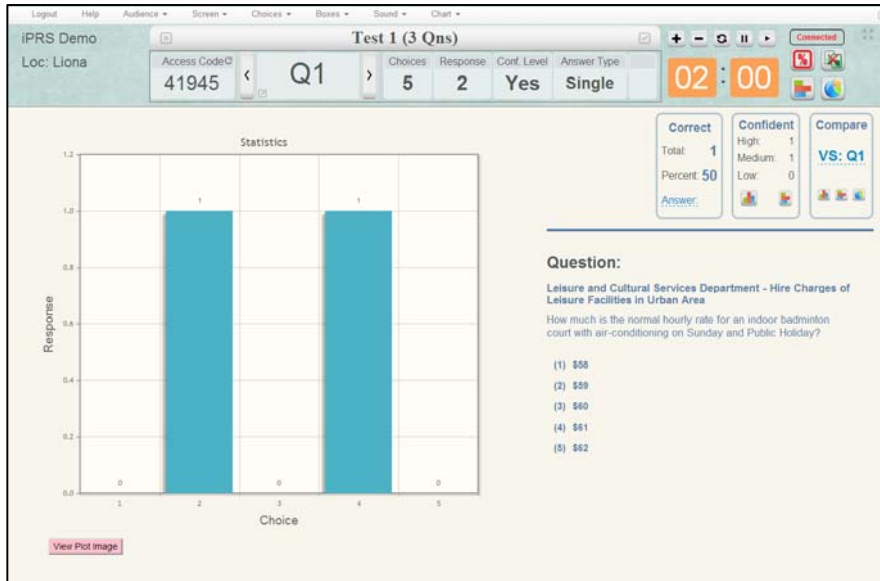 Logout Help Audience Screen Choices Boxes Sound Chart
iPRS Demo
Test 1 (3 Qns)
Connected
Loc: Liona
Access Code
41945
Q1
Choices
5
Response
2
Conf. Level
Yes
Answer Type
Single
02 : 00
Statistics
1.2
1.0
0.8
0.6
0.4
0.2
0.0
Response
0
1
0
1
0
1 2 3 4 5
Choice
View Plot Image
Correct
Total: 1
Percent: 50
Answer:
Confident
High: 1
Medium: 1
Low: 0
Compare
VS: Q1
Question:
Leisure and Cultural Services Department - Hire Charges of
Leisure Facilities in Urban Area
How much is the normal hourly rate for an indoor badminton
court with air-conditioning on Sunday and Public Holiday?
(1) $58
(2) $59
(3) $60
(4) $61
(5) $62